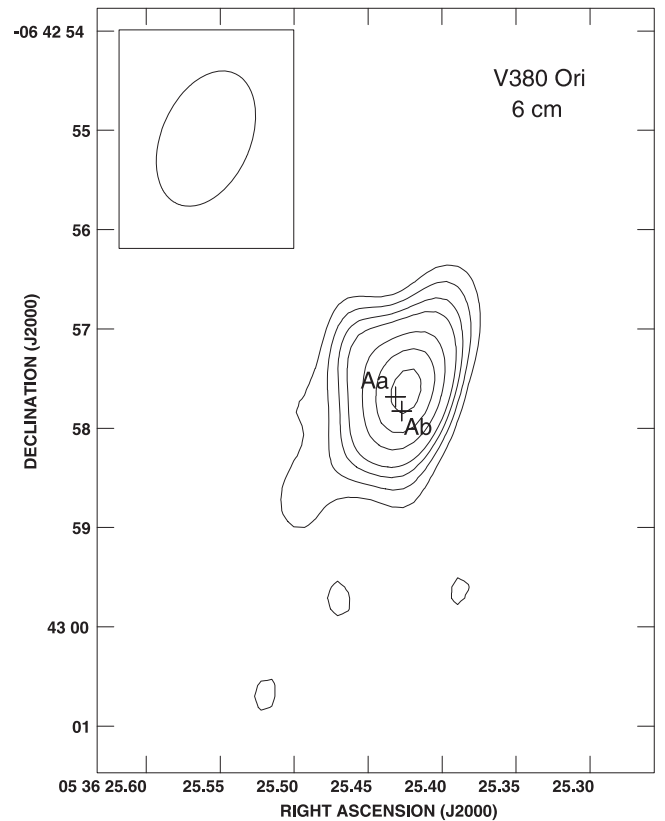 -06 42 54
55
56
57
58
59
43 00
01
V380 Ori
6 cm
Aa
Ab
DECLINATION (J2000)
05 36 25.60 25.55 25.50 25.45 25.40 25.35 25.30
RIGHT ASCENSION (J2000)